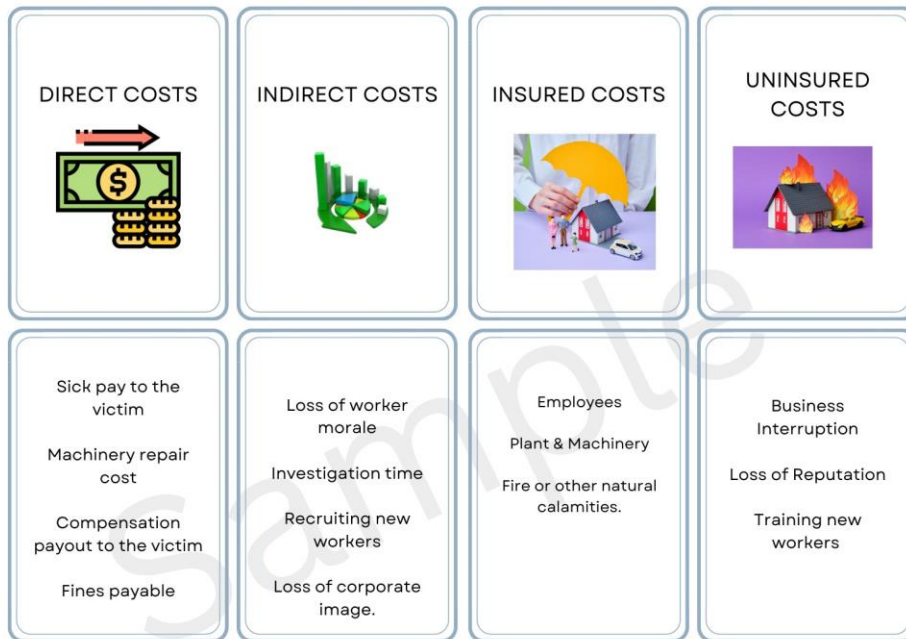 DIRECT COSTS
INDIRECT COSTS
INSURED COSTS
UNINSURED
COSTS
$
Sick pay to the
victim
Machinery repair
cost
Compensation
payout to the victim
Fines payable
Loss of worker
morale
Investigation time
Recruiting new
workers
Loss of corporate
image.
Employees
Plant & Machinery
Fire or other natural
calamities.
Business
Interruption
Loss of Reputation
Training new
workers
Sample